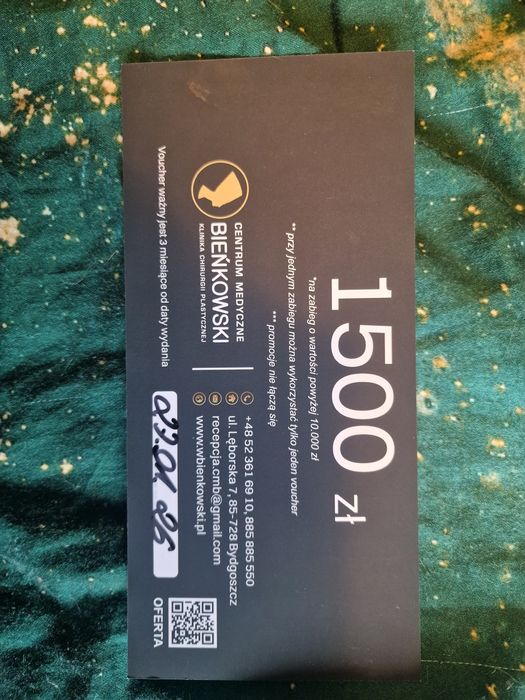 1500 zł
*na zabieg o wartości powyżej 10.000 zł
** przy jednym zabiegu można wykorzystać tylko jeden voucher
*** promocje nie łączą się
CENTRUM MEDYCZNE
BIEŃKOWSKI
KLINIKA CHIRURGII PLASTYCZNEJ
+48 52 361 69 10, 885 885 550
ul. Lęborska 7, 85-728 Bydgoszcz
recepcja.cmb@gmail.com
www.wbienkowski.pl
Voucher ważny jest 3 miesiące od daty wydania
OFERTA